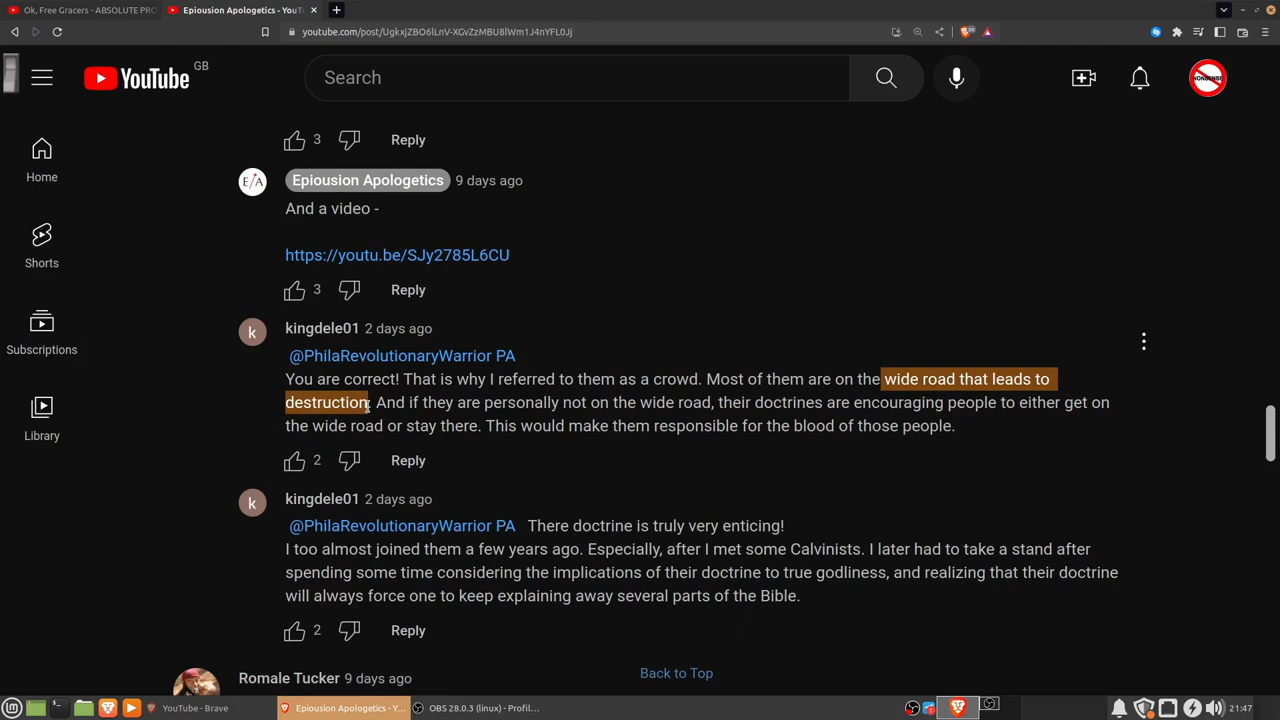 Ok, Free Gracers - ABSOLUTE PRO
Epiousion Apologetics - YouT
youtube.com/post/UgkxjZBO6lLnV-XGvZzMBU8lWm1J4nYFL0Jj
YouTube
GB
Search
NONSENSE
3
Reply
Home
Epiousion Apologetics 9 days ago
And a video -
Shorts
https://youtu.be/SJy2785L6CU
3
Reply
kingdele01 2 days ago
Subscriptions
@PhilaRevolutionaryWarrior PA
You are correct! That is why I referred to them as a crowd. Most of them are on the wide road that leads to
destruction. And if they are personally not on the wide road, their doctrines are encouraging people to either get on
the wide road or stay there. This would make them responsible for the blood of those people.
Library
2
Reply
kingdele01 2 days ago
@PhilaRevolutionaryWarrior PA There doctrine is truly very enticing!
I too almost joined them a few years ago. Especially, after I met some Calvinists. I later had to take a stand after
spending some time considering the implications of their doctrine to true godliness, and realizing that their doctrine
will always force one to keep explaining away several parts of the Bible.
2
Reply
Back to Top
Romale Tucker 9 days ago
YouTube - Brave
Epiousion Apologetics - Y...
OBS 28.0.3 (linux) - Profil...
21:47